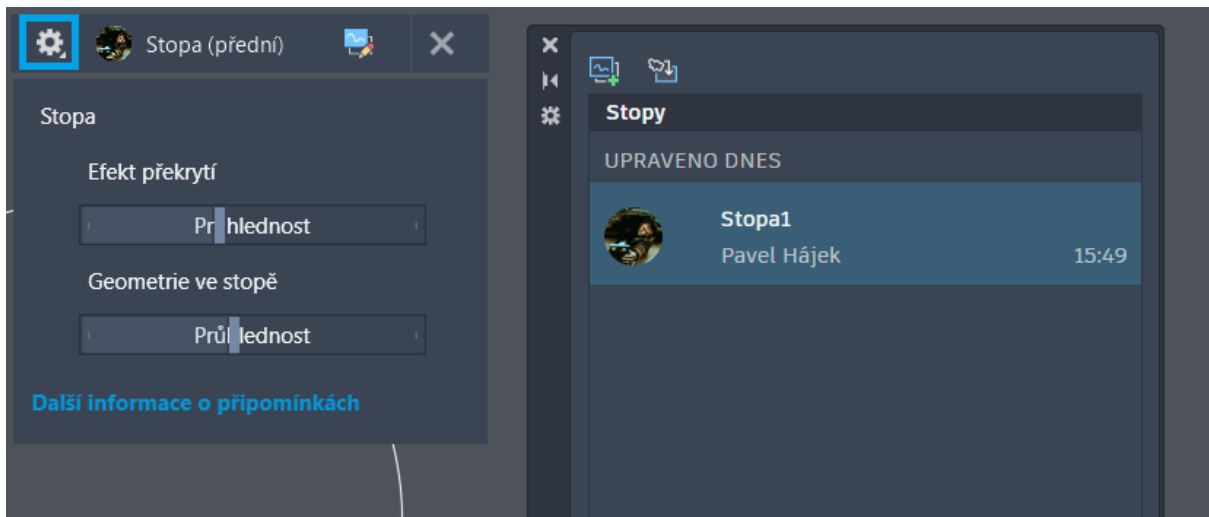 Stopa (přední)
Stopa
Efekt překrytí
Průhlednost
Geometrie ve stopě
Průhlednost
Další informace o připomínkách
Stopy
UPRAVENO DNES
Stopa1
Pavel Hájek 15:49